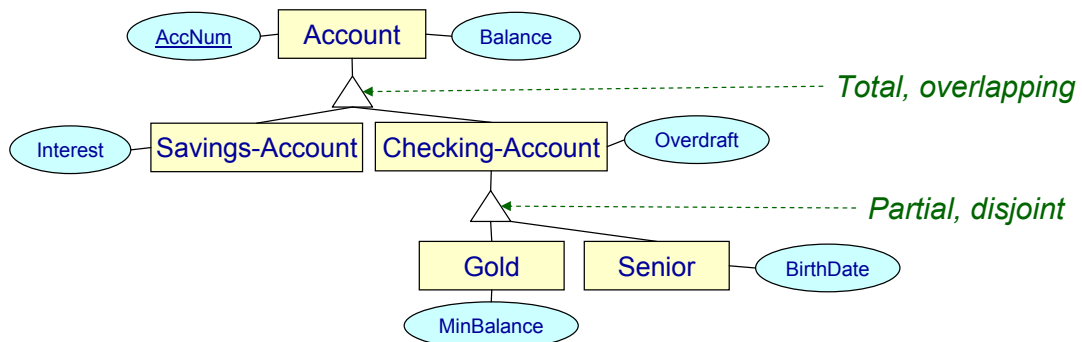 AccNum
Account
Balance
Total, overlapping
Interest
Savings-Account
Checking-Account
Overdraft
Partial, disjoint
Gold
Senior
BirthDate
MinBalance